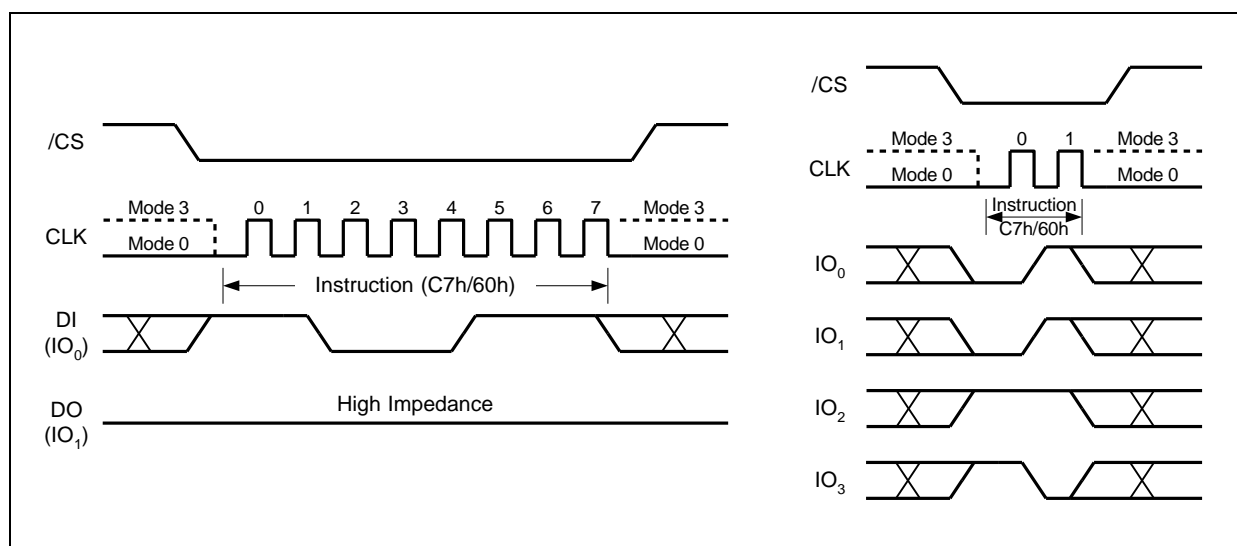 /CS
Mode 3 0 1 2 3 4 5 6 7 Mode 3
CLK Mode 0 Mode 0
Instruction (C7h/60h)
DI
(IO0)
DO High Impedance
(IO1)
/CS
Mode 3 0 1 Mode 3
CLK Mode 0 Mode 0
Instruction
C7h/60h
IO0
IO1
IO2
IO3